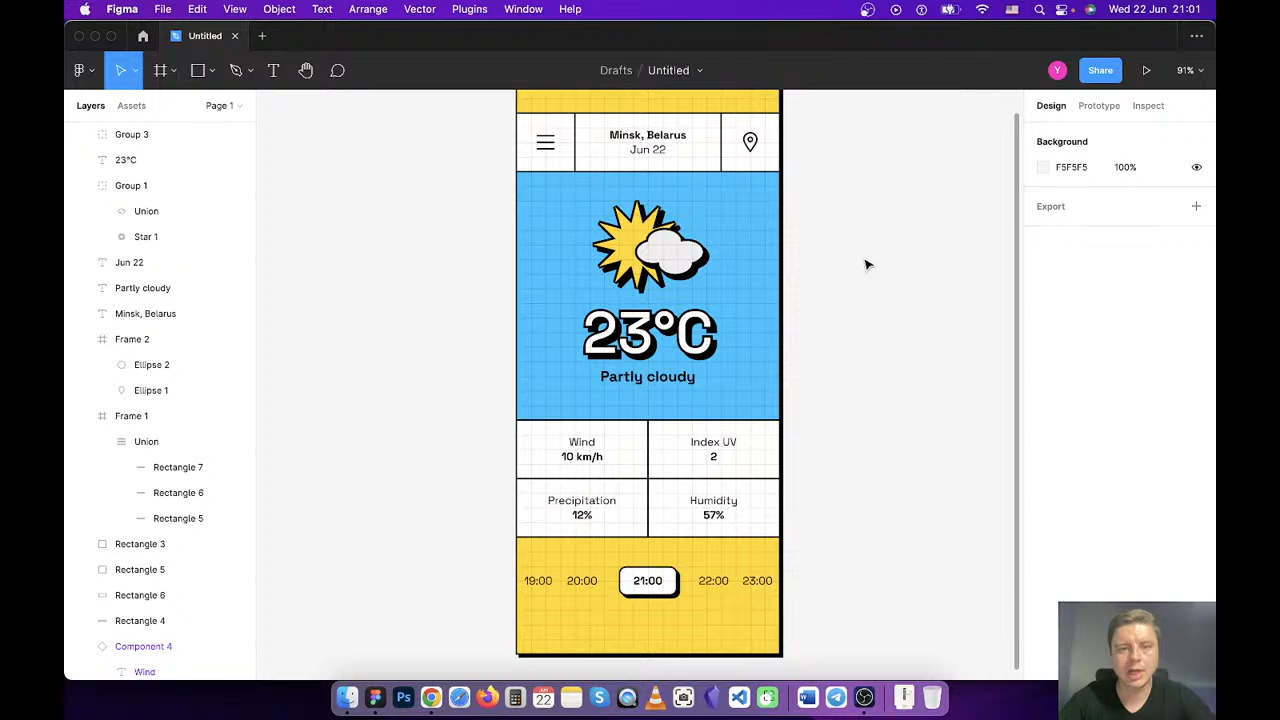 Figma File Edit View Object Text Arrange Vector Plugins Window Help Wed 22 Jun 21:01
Untitled
Drafts / Untitled Y Share 91%
Layers Assets Page 1
Design Prototype Inspect
Group 3
23°C
Group 1
Union
Star 1
Jun 22
Partly cloudy
Minsk, Belarus
Frame 2
Ellipse 2
Ellipse 1
Frame 1
Union
Rectangle 7
Rectangle 6
Rectangle 5
Rectangle 3
Rectangle 5
Rectangle 6
Rectangle 4
Component 4
Wind
Minsk, Belarus
Jun 22
23°C
Partly cloudy
Wind Index UV
10 km/h 2
Precipitation Humidity
12% 57%
19:00 20:00 21:00 22:00 23:00
Background
F5F5F5 100%
Export
JUN
22